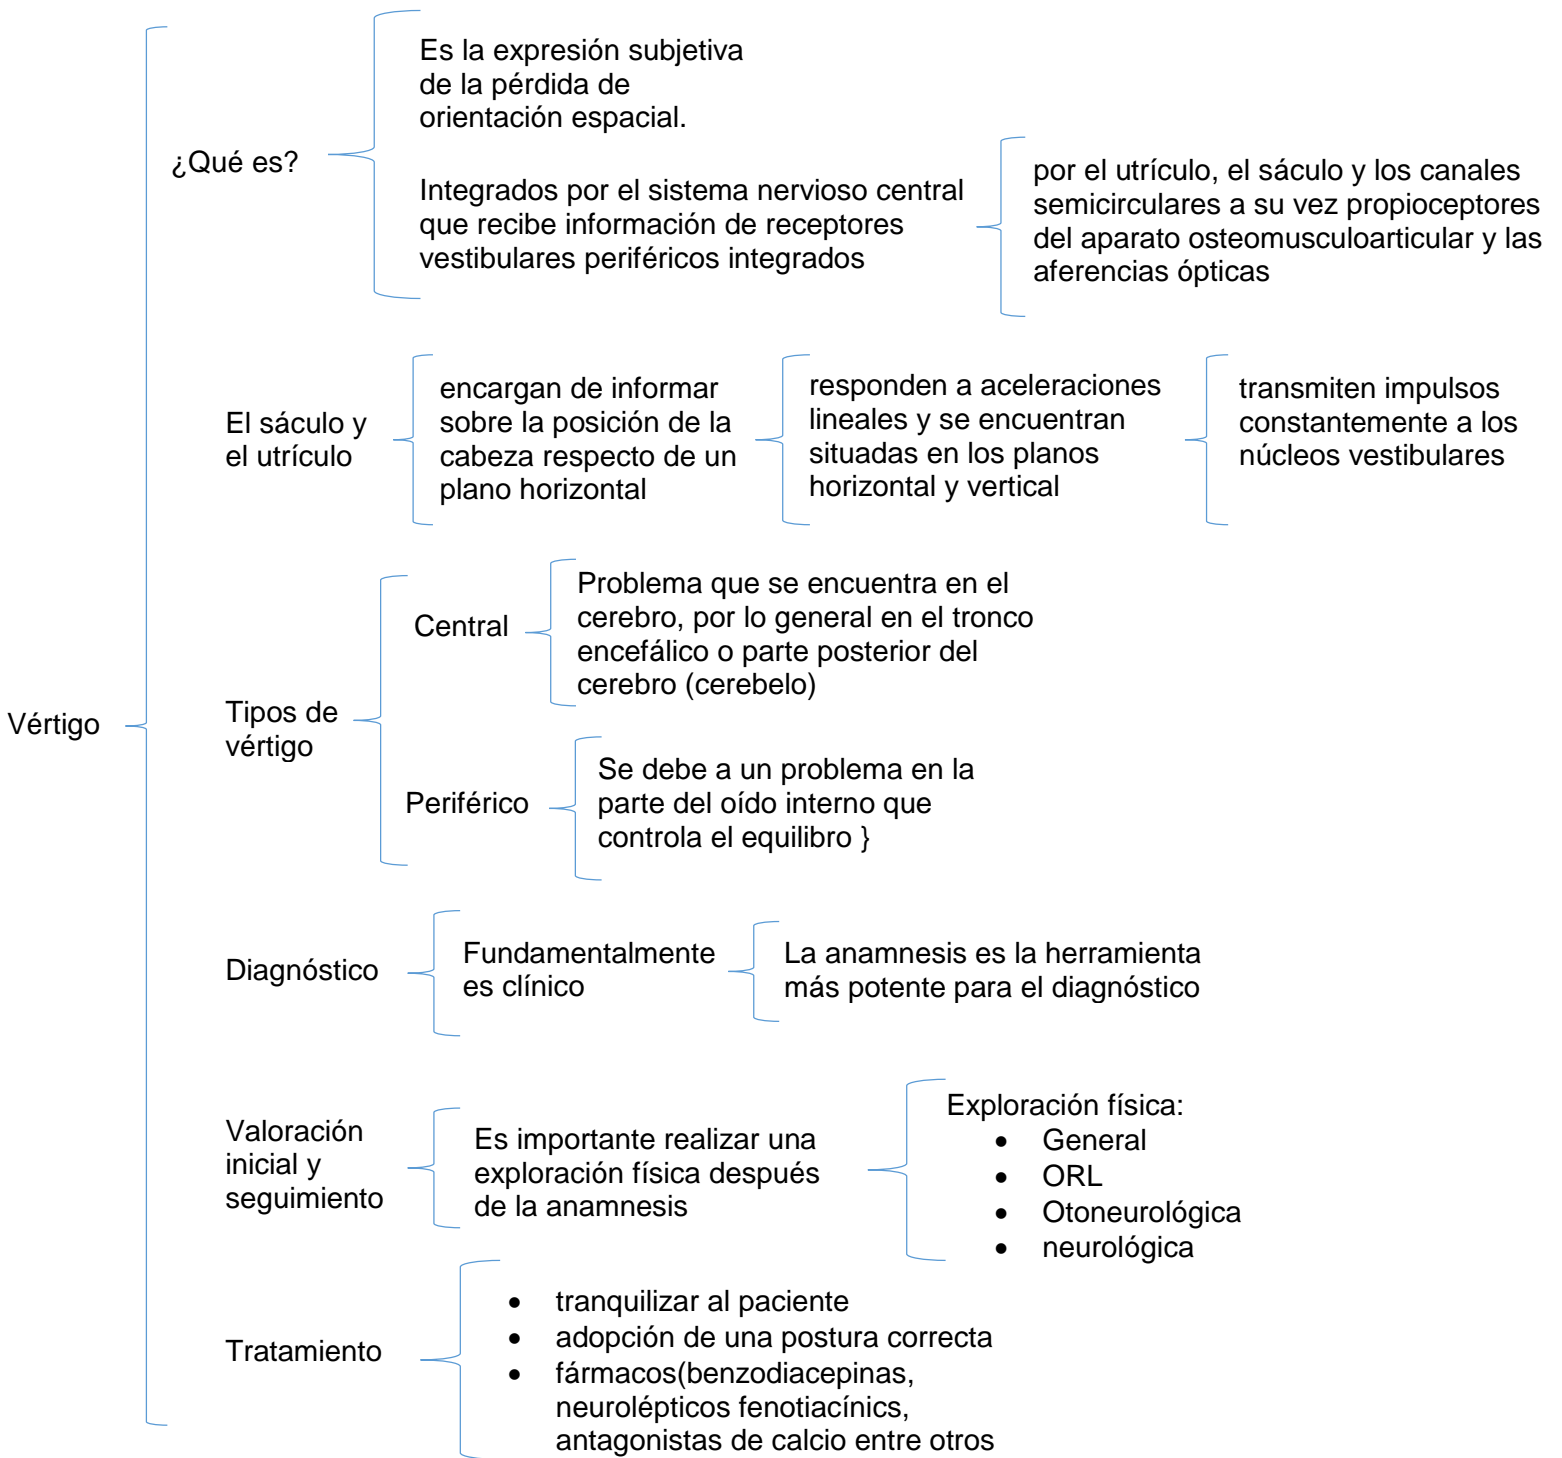 Vértigo
¿Qué es?
Es la expresión subjetiva
de la pérdida de
orientación espacial.
Integrados por el sistema nervioso central
que recibe información de receptores
vestibulares periféricos integrados
por el utrículo, el sáculo y los canales
semicirculares a su vez propioceptores
del aparato osteomusculoarticular y las
aferencias ópticas
El sáculo y
el utrículo
encargan de informar
sobre la posición de la
cabeza respecto de un
plano horizontal
responden a aceleraciones
lineales y se encuentran
situadas en los planos
horizontal y vertical
transmiten impulsos
constantemente a los
núcleos vestibulares
Tipos de
vértigo
Central
Problema que se encuentra en el
cerebro, por lo general en el tronco
encefálico o parte posterior del
cerebro (cerebelo)
Periférico
Se debe a un problema en la
parte del oído interno que
controla el equilibro }
Diagnóstico
Fundamentalmente
es clínico
La anamnesis es la herramienta
más potente para el diagnóstico
Valoración
inicial y
seguimiento
Es importante realizar una
exploración física después
de la anamnesis
Exploración física:
• General
• ORL
• Otoneurológica
• neurológica
Tratamiento
• tranquilizar al paciente
• adopción de una postura correcta
• fármacos(benzodiacepinas,
neurolépticos fenotiacínics,
antagonistas de calcio entre otros